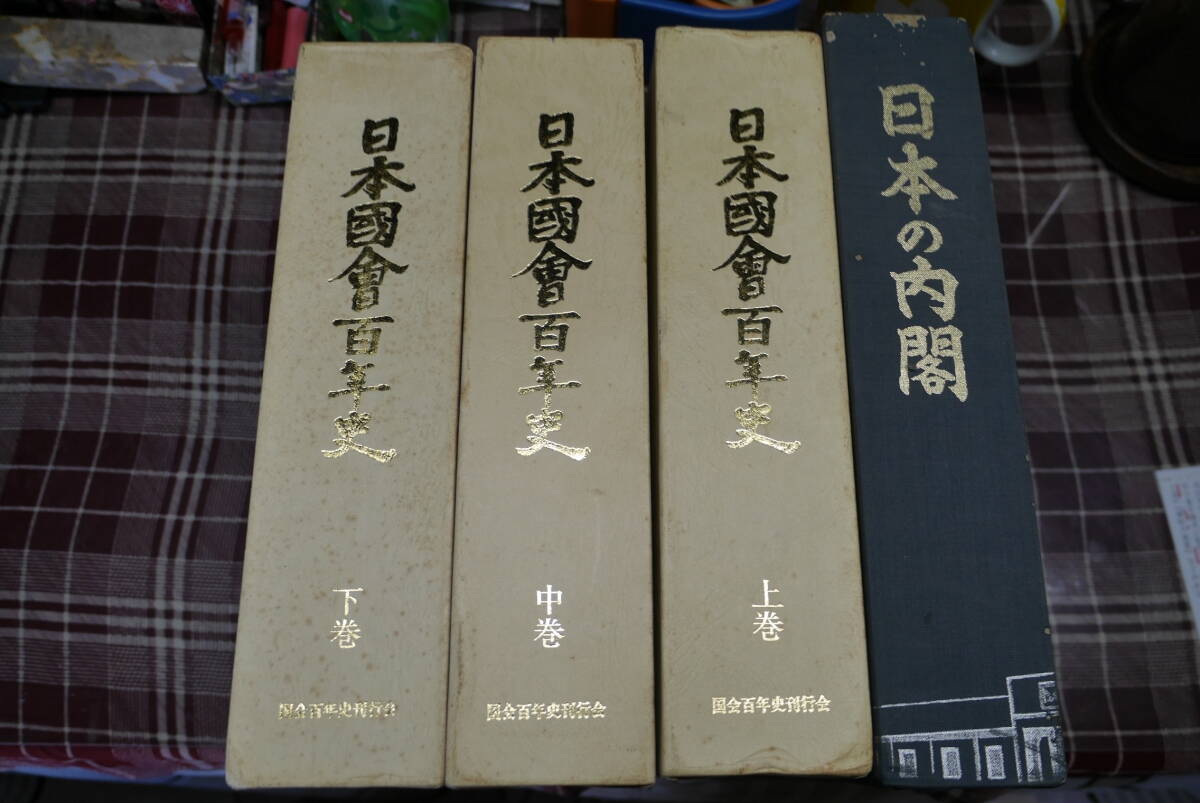 日本の内閣
日本國會百年史
上巻
国会百年史刊行会
日本國會百年史
中巻
国会百年史刊行会
日本國會百年史
下巻
国会百年史刊行会